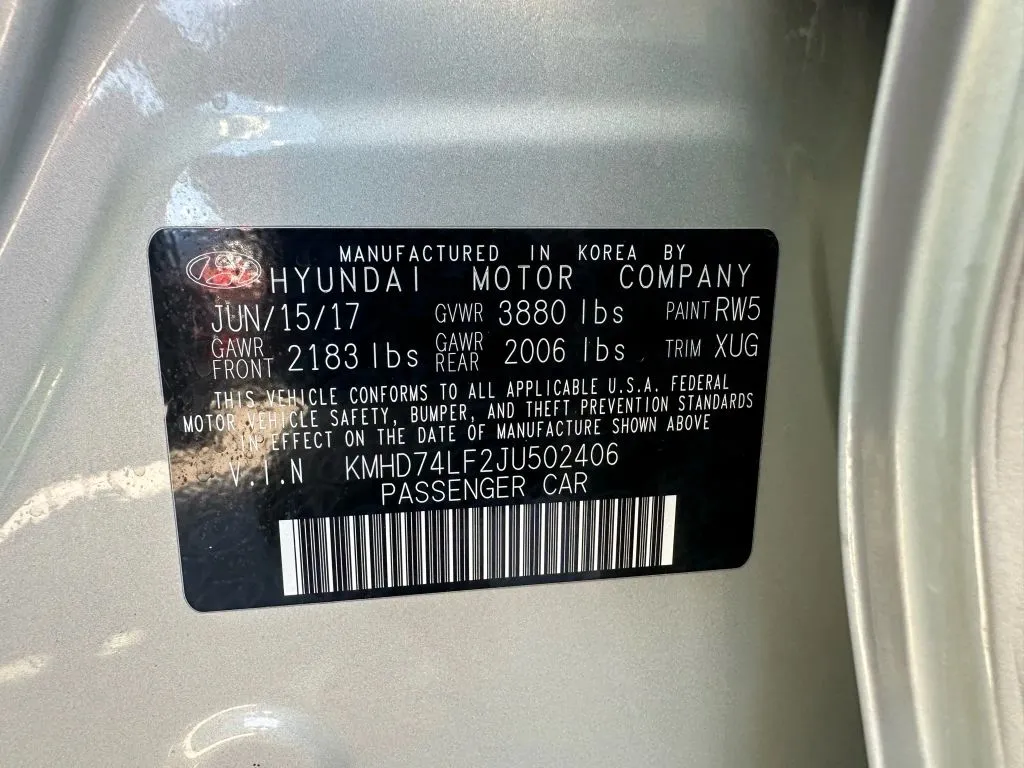 MANUFACTURED IN KOREA BY
HYUNDAI MOTOR COMPANY
JUN/15/17 GVWR 3880 lbs PAINT RW5
GAWR FRONT 2183 lbs GAWR REAR 2006 lbs TRIM XUG
THIS VEHICLE CONFORMS TO ALL APPLICABLE U.S.A. FEDERAL
MOTOR VEHICLE SAFETY, BUMPER, AND THEFT PREVENTION STANDARDS
IN EFFECT ON THE DATE OF MANUFACTURE SHOWN ABOVE
V.I.N KMHD74LF2JU502406
PASSENGER CAR